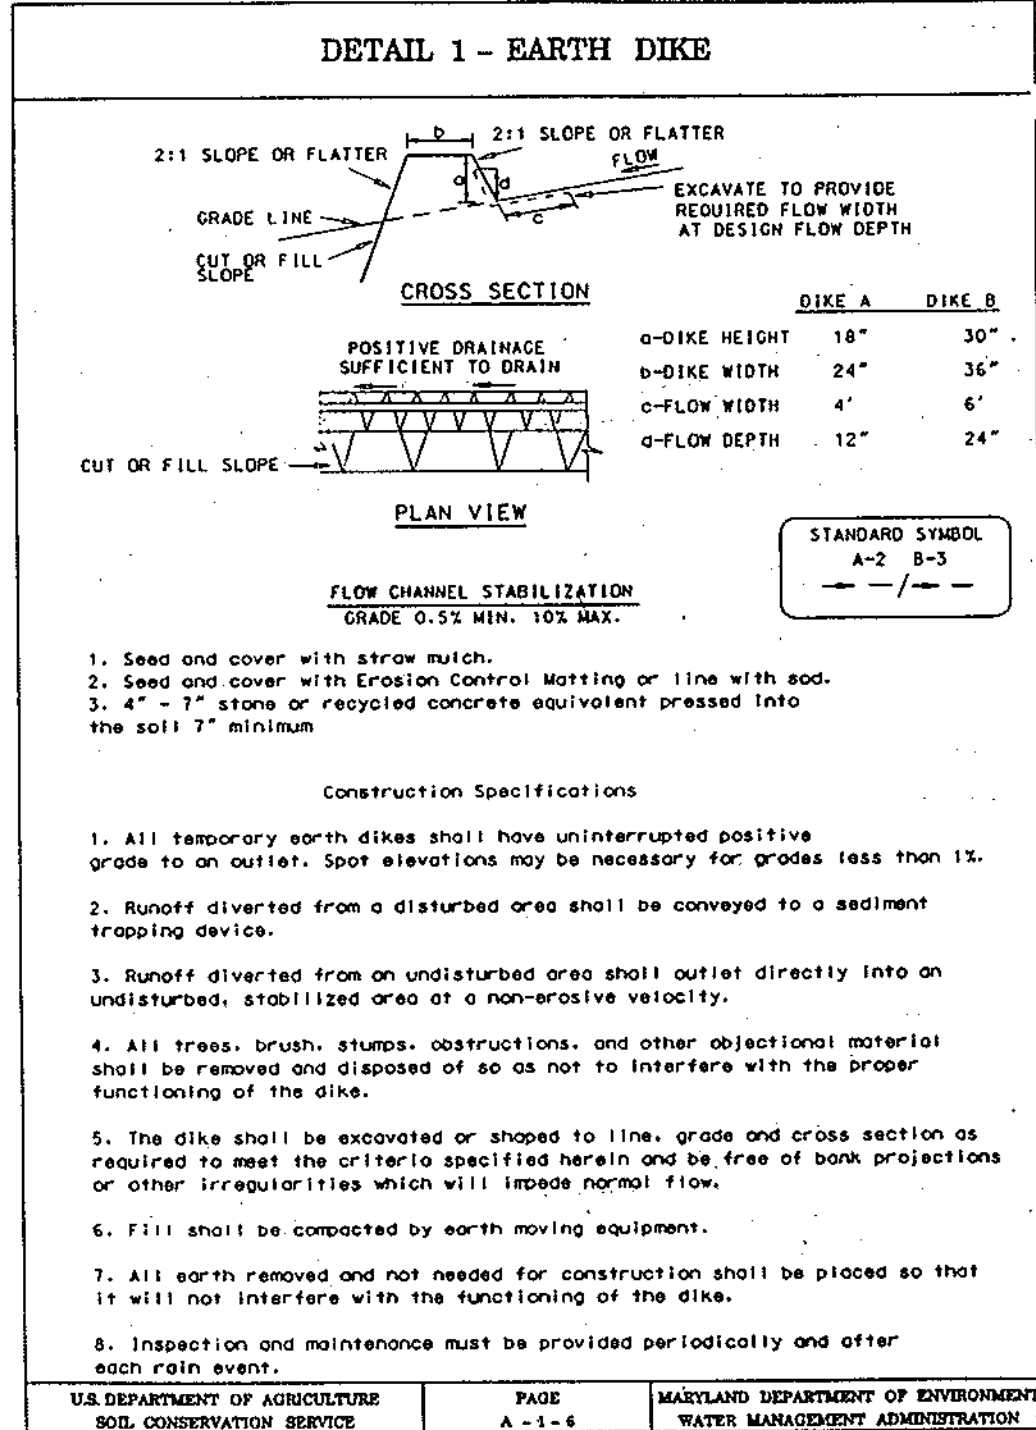 DETAIL 1 - EARTH DIKE
b
2:1 SLOPE OR FLATTER
2:1 SLOPE OR FLATTER
FLOW
a
d
EXCAVATE TO PROVIDE
REQUIRED FLOW WIDTH
AT DESIGN FLOW DEPTH
GRADE LINE
c
CUT OR FILL
SLOPE
CROSS SECTION
DIKE A DIKE B
a-DIKE HEIGHT 18" 30"
b-DIKE WIDTH 24" 36"
c-FLOW WIDTH 4' 6'
d-FLOW DEPTH 12" 24"
POSITIVE DRAINAGE
SUFFICIENT TO DRAIN
CUT OR FILL SLOPE
PLAN VIEW
STANDARD SYMBOL
A-2 B-3
FLOW CHANNEL STABILIZATION
GRADE 0.5% MIN. 10% MAX.
1. Seed and cover with straw mulch.
2. Seed and cover with Erosion Control Matting or line with sod.
3. 4" - 7" stone or recycled concrete equivalent pressed into
the soil 7" minimum
Construction Specifications
1. All temporary earth dikes shall have uninterrupted positive
grade to an outlet. Spot elevations may be necessary for grades less than 1%.
2. Runoff diverted from a disturbed area shall be conveyed to a sediment
trapping device.
3. Runoff diverted from an undisturbed area shall outlet directly into an
undisturbed, stabilized area at a non-erosive velocity.
4. All trees, brush, stumps, obstructions, and other objectional material
shall be removed and disposed of so as not to interfere with the proper
functioning of the dike.
5. The dike shall be excavated or shaped to line, grade and cross section as
required to meet the criteria specified herein and be free of bank projections
or other irregularities which will impede normal flow.
6. Fill shall be compacted by earth moving equipment.
7. All earth removed and not needed for construction shall be placed so that
it will not interfere with the functioning of the dike.
8. Inspection and maintenance must be provided periodically and after
each rain event.
U.S. DEPARTMENT OF AGRICULTURE
SOIL CONSERVATION SERVICE
PAGE
A - 1 - 6
MARYLAND DEPARTMENT OF ENVIRONMENT
WATER MANAGEMENT ADMINISTRATION